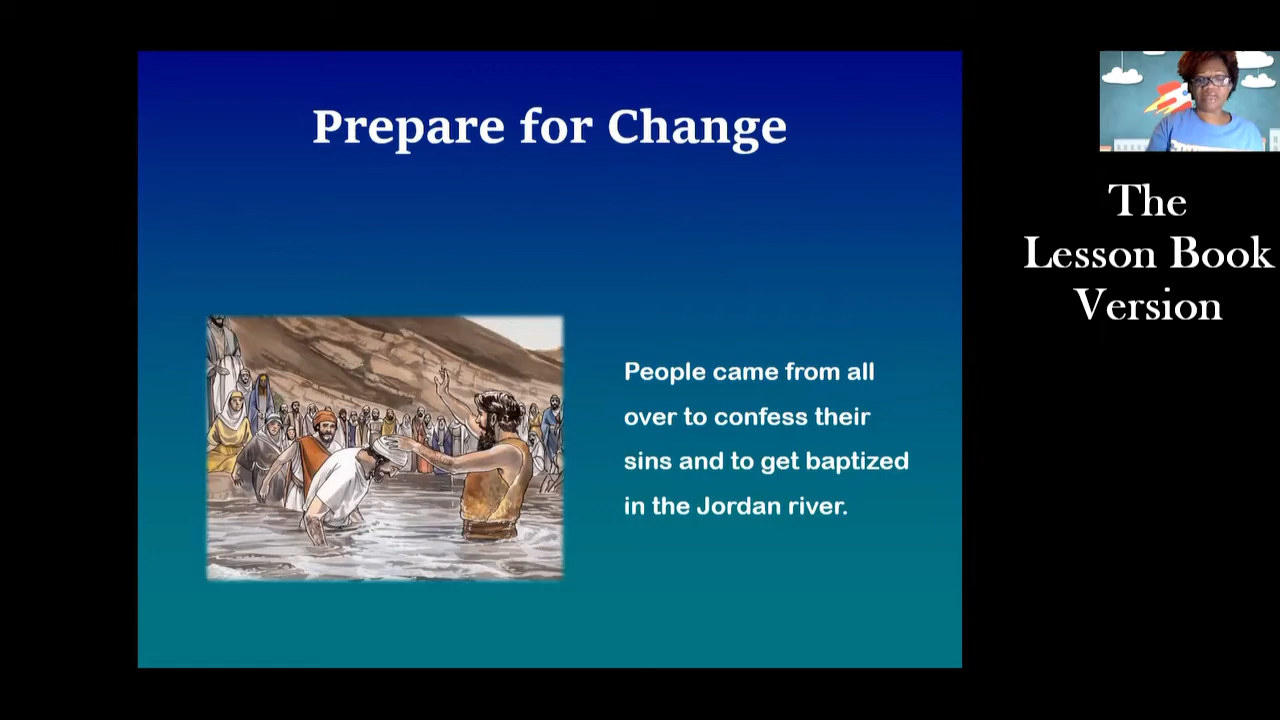 Prepare for Change
People came from all
over to confess their
sins and to get baptized
in the Jordan river.
The
Lesson Book
Version